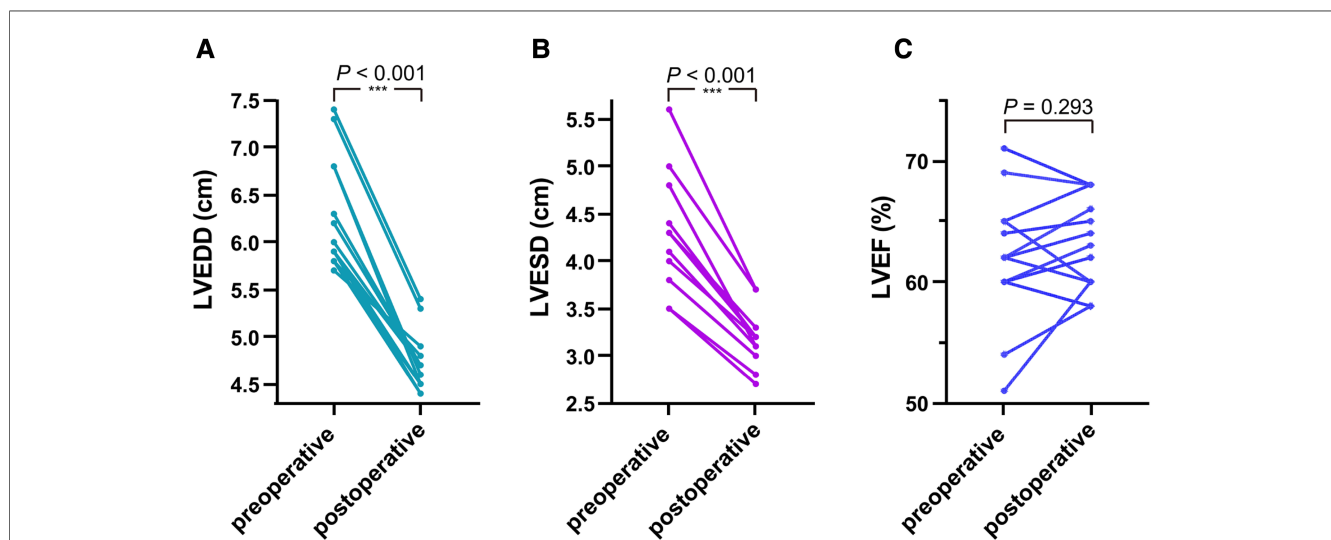 A
P < 0.001
***
LVEDD (cm)
7.5
7.0
6.5
6.0
5.5
5.0
4.5
preoperative
postoperative
B
P < 0.001
***
LVESD (cm)
5.5
5.0
4.5
4.0
3.5
3.0
2.5
preoperative
postoperative
C
P = 0.293
LVEF (%)
70
60
50
preoperative
postoperative